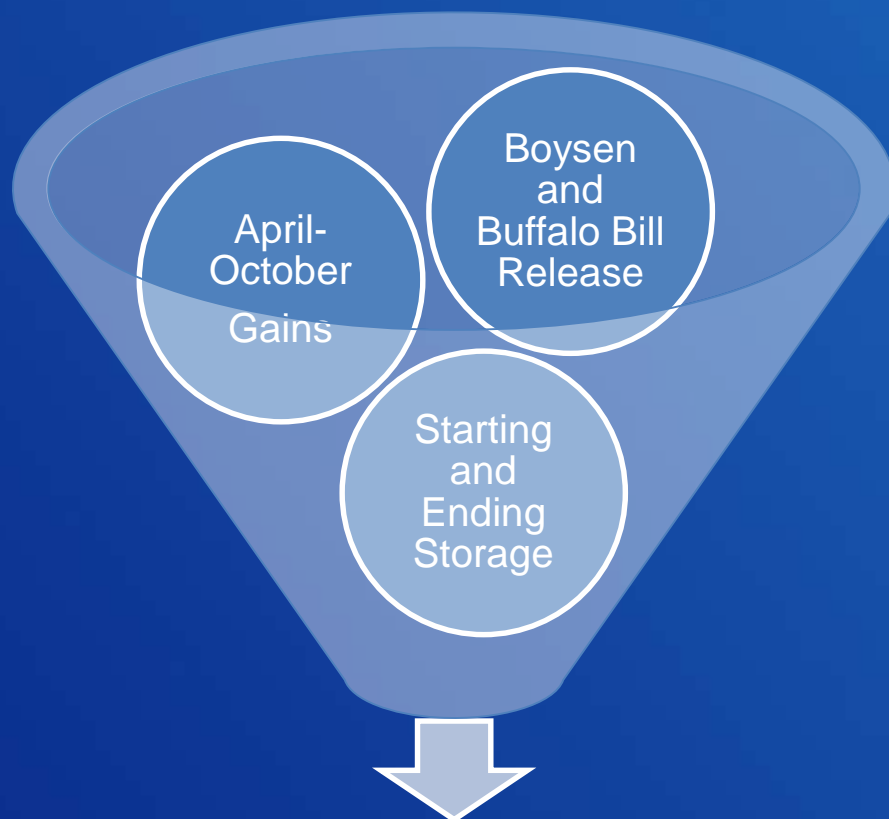 April-
October
Gains
Boysen
and
Buffalo Bill
Release
Starting
and
Ending
Storage